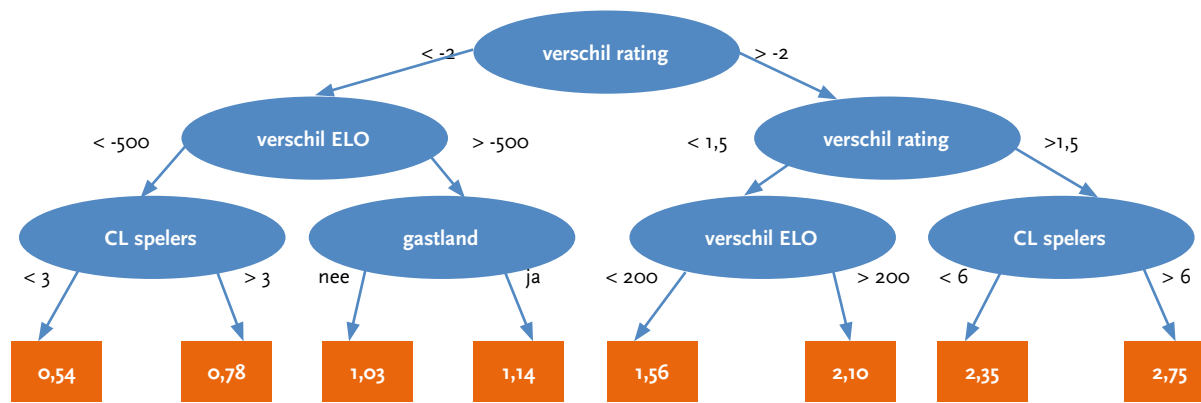 verschil rating
< -2
> -2
verschil ELO
verschil rating
< -500
> -500
< 1,5
>1,5
CL spelers
gastland
verschil ELO
CL spelers
< 3
> 3
nee
ja
< 200
> 200
< 6
> 6
0,54
0,78
1,03
1,14
1,56
2,10
2,35
2,75